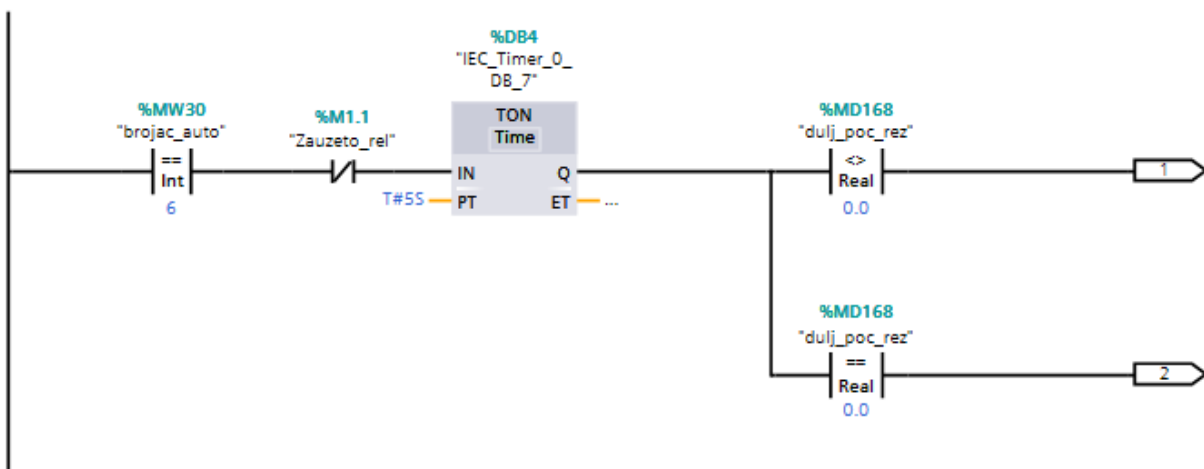 %DB4
"IEC_Timer_0_
DB_7"
%MW30
"brojac_auto"
==
Int
6
%M1.1
"Zauzeto_rel"
TON
Time
IN
Q
T#5S
PT
ET
...
%MD168
"dulj_poc_rez"
<>
Real
0.0
1
%MD168
"dulj_poc_rez"
==
Real
0.0
2